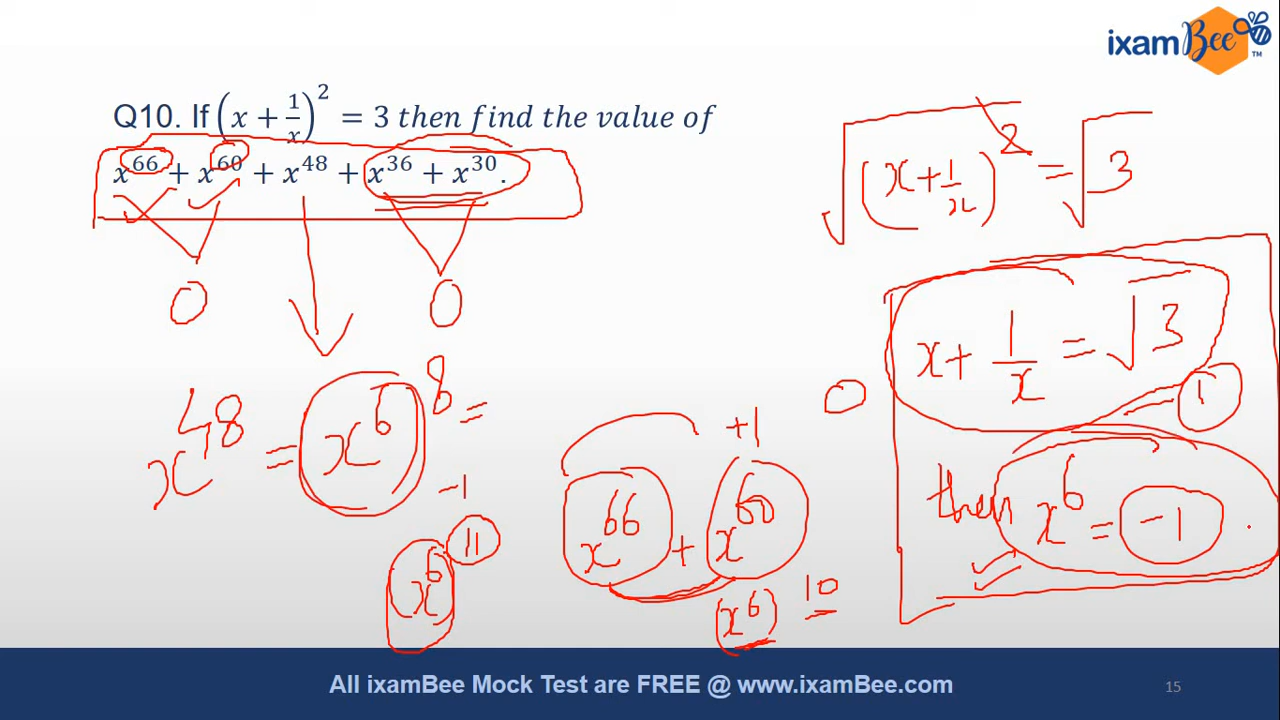 ixamBee
TM
Q10. If (x + 1/x)² = 3 then find the value of
x⁶⁶ + x⁶⁰ + x⁴⁸ + x³⁶ + x³⁰.
√(x + 1/x)² = √3
0 0
x + 1/x = √3
0 1
x⁴⁸ = x⁶ ⁸ =
+1
then x⁶ = -1
-1
x⁶⁶ + x⁶⁰
x⁶ ¹¹
(x⁶)¹⁰
All ixamBee Mock Test are FREE @ www.ixamBee.com
15